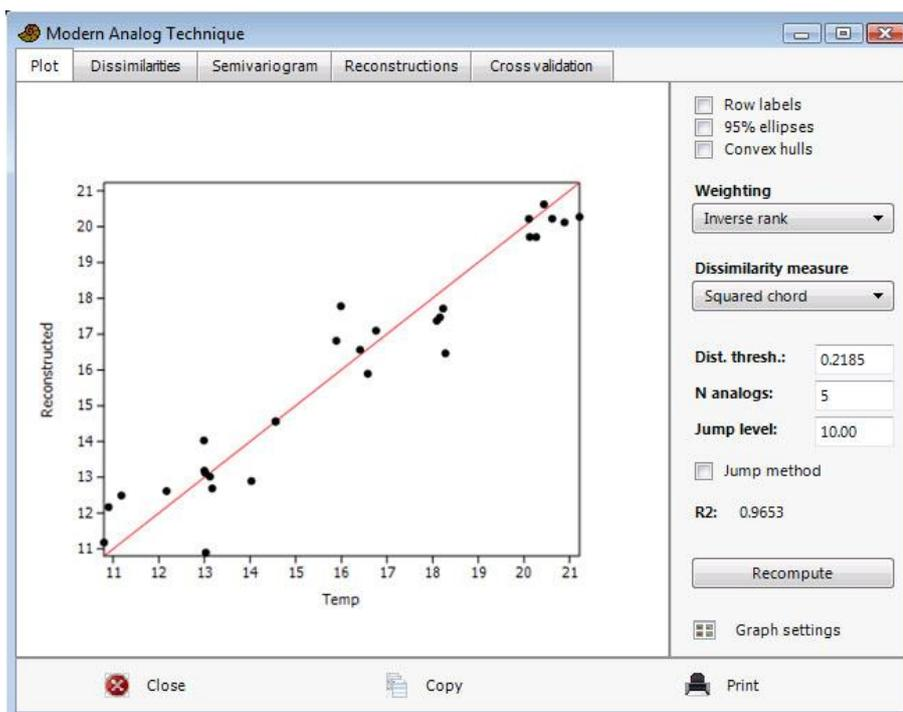 Modern Analog Technique
Plot Dissimilarities Semivariogram Reconstructions Cross validation
Row labels
95% ellipses
Convex hulls
Weighting
Inverse rank
Dissimilarity measure
Squared chord
Dist. thresh.: 0.2185
N analogs: 5
Jump level: 10.00
Jump method
R2: 0.9653
Recompute
Graph settings
21
20
19
18
17
16
15
14
13
12
11
Reconstructed
11 12 13 14 15 16 17 18 19 20 21
Temp
Close Copy Print